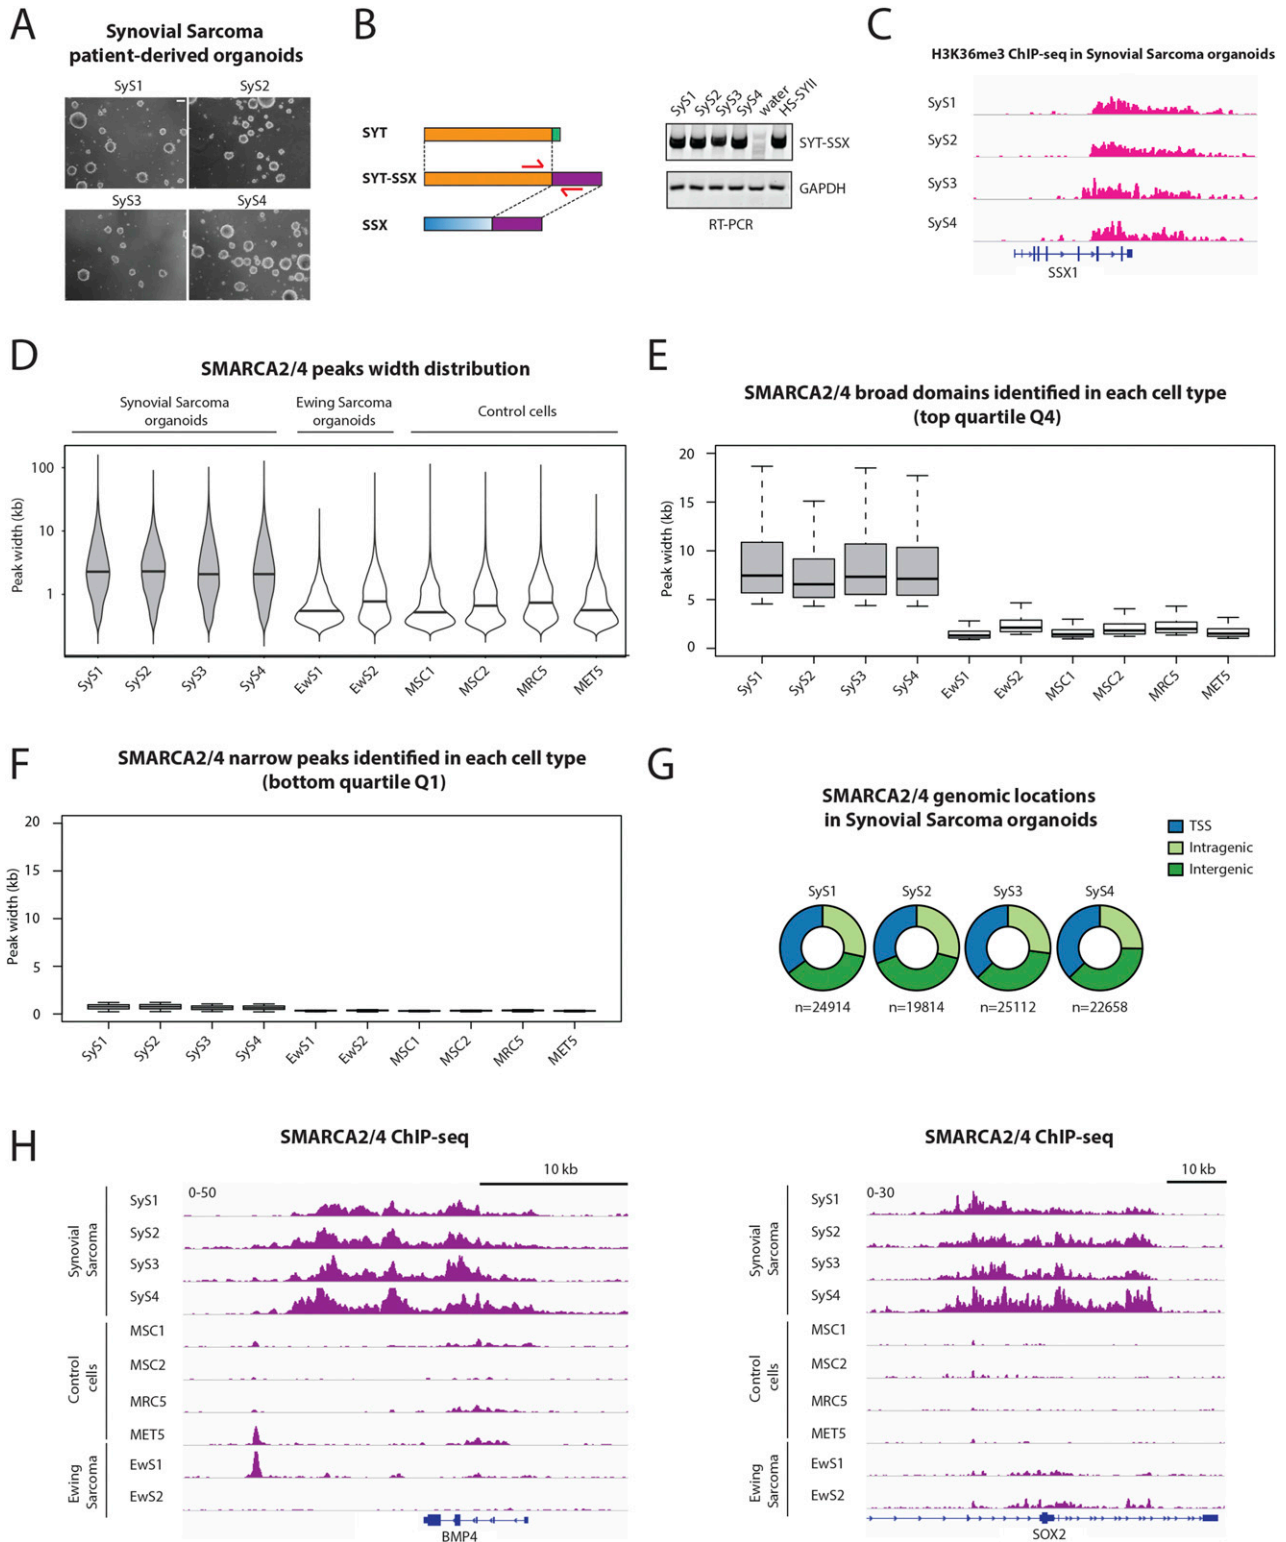 A
Synovial Sarcoma
patient-derived organoids
SyS1
SyS2
SyS3
SyS4
B
SYT
SYT-SSX
SSX
SyS1
SyS2
SyS3
SyS4
water
HS-SYII
SYT-SSX
GAPDH
RT-PCR
C
H3K36me3 ChIP-seq in Synovial Sarcoma organoids
SyS1
SyS2
SyS3
SyS4
SSX1
D
SMARCA2/4 peaks width distribution
Synovial Sarcoma
organoids
Ewing Sarcoma
organoids
Control cells
Peak width (kb)
100
10
1
SyS1
SyS2
SyS3
SyS4
EwS1
EwS2
MSC1
MSC2
MRC5
MET5
E
SMARCA2/4 broad domains identified in each cell type
(top quartile Q4)
Peak width (kb)
20
15
10
5
0
SyS1
SyS2
SyS3
SyS4
EwS1
EwS2
MSC1
MSC2
MRC5
MET5
F
SMARCA2/4 narrow peaks identified in each cell type
(bottom quartile Q1)
Peak width (kb)
20
15
10
5
0
SyS1
SyS2
SyS3
SyS4
EwS1
EwS2
MSC1
MSC2
MRC5
MET5
G
SMARCA2/4 genomic locations
in Synovial Sarcoma organoids
TSS
Intragenic
Intergenic
SyS1
SyS2
SyS3
SyS4
n=24914
n=19814
n=25112
n=22658
H
SMARCA2/4 ChIP-seq
10 kb
0-50
Synovial
Sarcoma
SyS1
SyS2
SyS3
SyS4
Control
cells
MSC1
MSC2
MRC5
MET5
Ewing
Sarcoma
EwS1
EwS2
BMP4
SMARCA2/4 ChIP-seq
10 kb
0-30
Synovial
Sarcoma
SyS1
SyS2
SyS3
SyS4
Control
cells
MSC1
MSC2
MRC5
MET5
Ewing
Sarcoma
EwS1
EwS2
SOX2